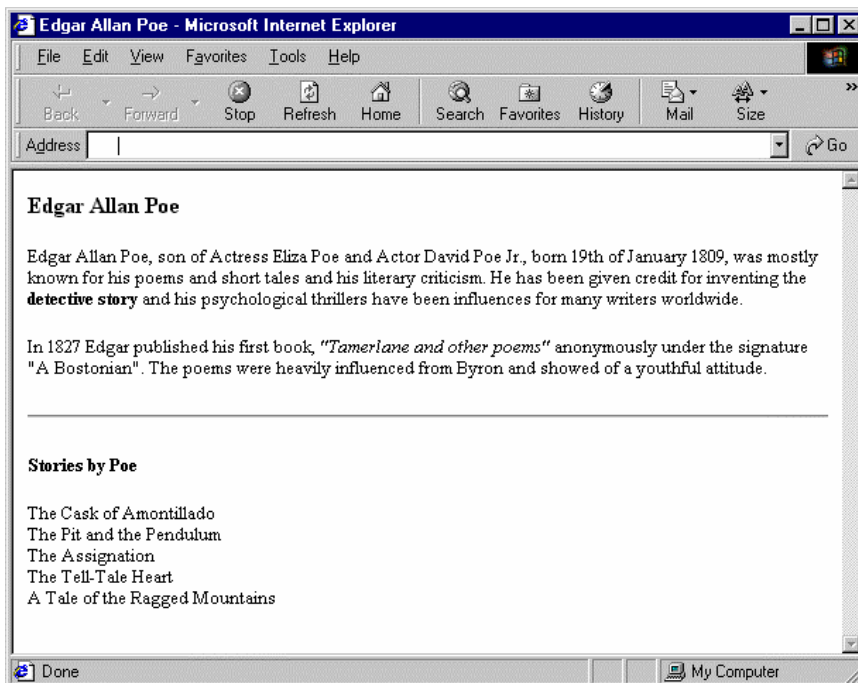 Edgar Allan Poe - Microsoft Internet Explorer
File Edit View Favorites Tools Help
Back Forward Stop Refresh Home Search Favorites History Mail Size »
Address Go
Edgar Allan Poe
Edgar Allan Poe, son of Actress Eliza Poe and Actor David Poe Jr., born 19th of January 1809, was mostly
known for his poems and short tales and his literary criticism. He has been given credit for inventing the
detective story and his psychological thrillers have been influences for many writers worldwide.
In 1827 Edgar published his first book, "Tamerlane and other poems" anonymously under the signature
"A Bostonian". The poems were heavily influenced from Byron and showed of a youthful attitude.
Stories by Poe
The Cask of Amontillado
The Pit and the Pendulum
The Assignation
The Tell-Tale Heart
A Tale of the Ragged Mountains
Done My Computer